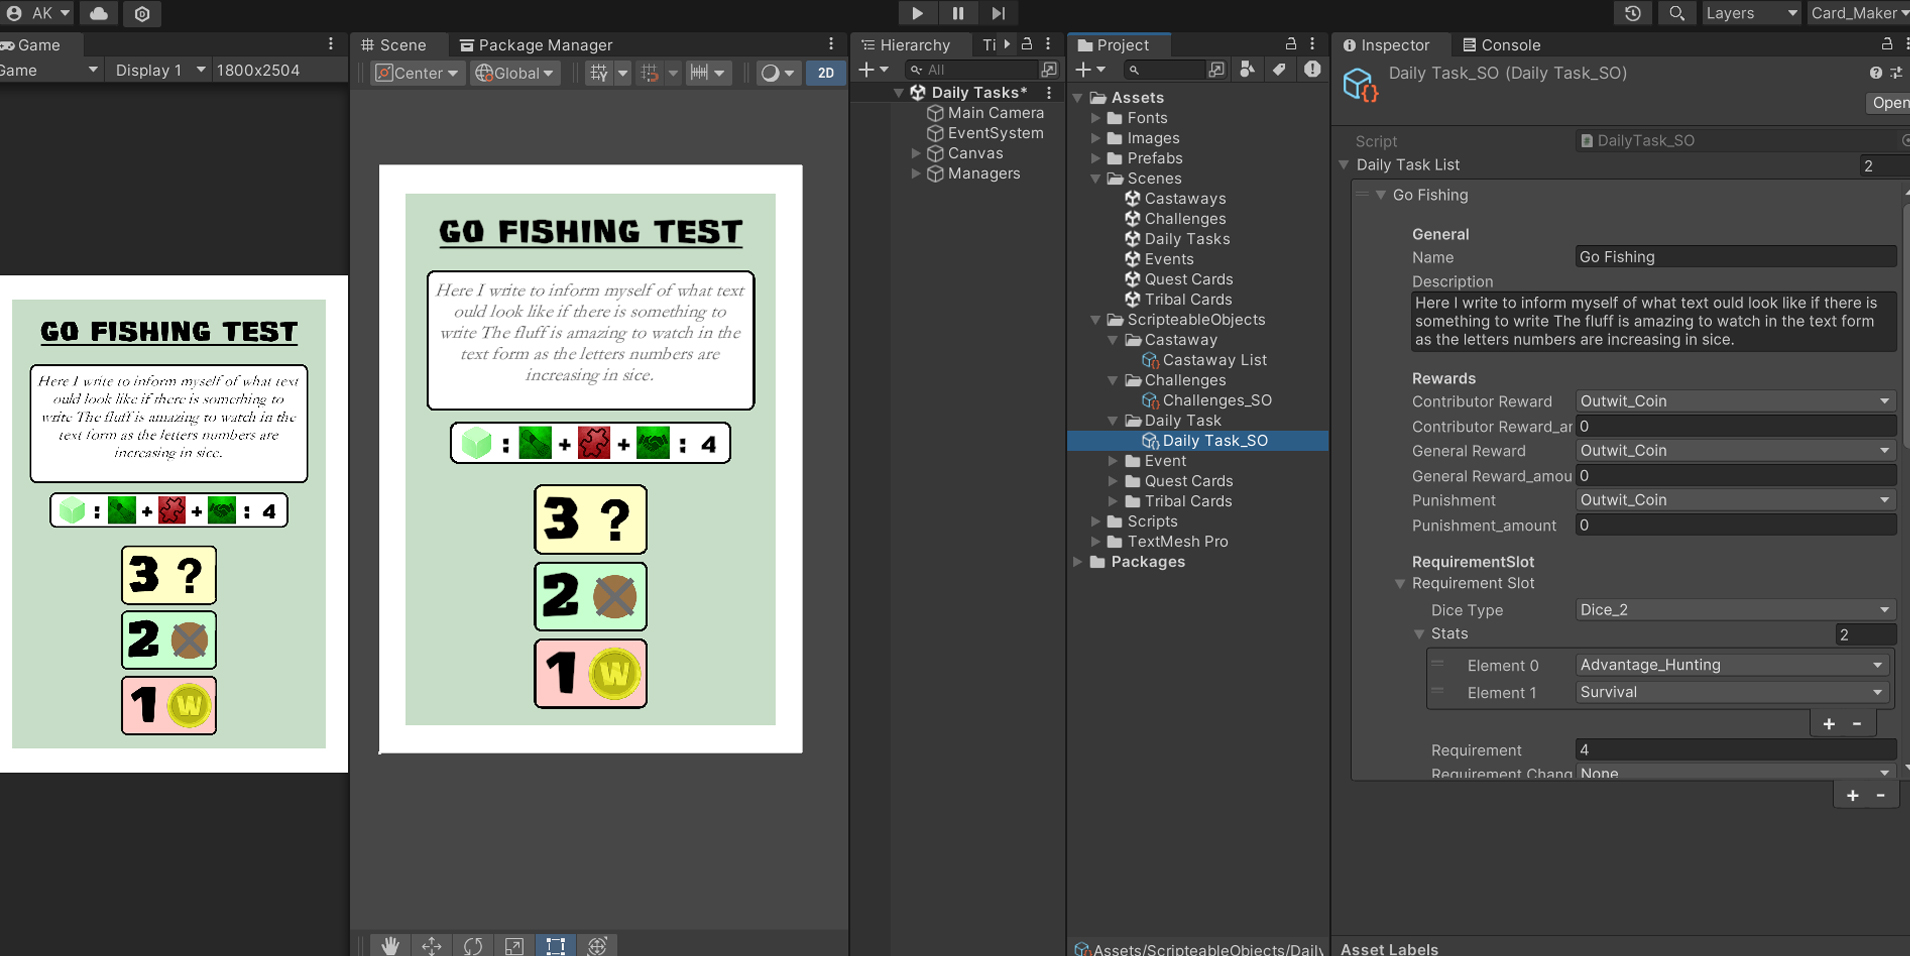 AK
Layers
Card_Maker
Game
Game
Display 1
1800x2504
GO FISHING TEST
Here I write to inform myself of what text
ould look like if there is something to
write The fluff is amazing to watch in the
text form as the letters numbers are
increasing in sice.
: + + : 4
3 ?
2
1 W
Scene
Package Manager
Center
Global
2D
GO FISHING TEST
Here I write to inform myself of what text
ould look like if there is something to
write The fluff is amazing to watch in the
text form as the letters numbers are
increasing in sice.
: + + : 4
3 ?
2
1 W
Hierarchy
Ti
All
Daily Tasks*
Main Camera
EventSystem
Canvas
Managers
Project
Assets
Fonts
Images
Prefabs
Scenes
Castaways
Challenges
Daily Tasks
Events
Quest Cards
Tribal Cards
ScripteableObjects
Castaway
Castaway List
Challenges
Challenges_SO
Daily Task
Daily Task_SO
Event
Quest Cards
Tribal Cards
Scripts
TextMesh Pro
Packages
Assets/ScripteableObjects/Daily
Inspector
Console
Daily Task_SO (Daily Task_SO)
Open
Script DailyTask_SO
Daily Task List 2
Go Fishing
General
Name Go Fishing
Description
Here I write to inform myself of what text ould look like if there is
something to write The fluff is amazing to watch in the text form
as the letters numbers are increasing in sice.
Rewards
Contributor Reward Outwit_Coin
Contributor Reward_ar 0
General Reward Outwit_Coin
General Reward_amou 0
Punishment Outwit_Coin
Punishment_amount 0
RequirementSlot
Requirement Slot
Dice Type Dice_2
Stats 2
Element 0 Advantage_Hunting
Element 1 Survival
+ -
Requirement 4
Requirement Chang None
+ -
Asset Labels